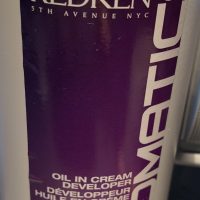 REDKEN
5TH AVENUE NYC
OIL IN CREAM
DEVELOPER
DÉVELOPPEUR
HUILE EN CRÈME
OMATIC